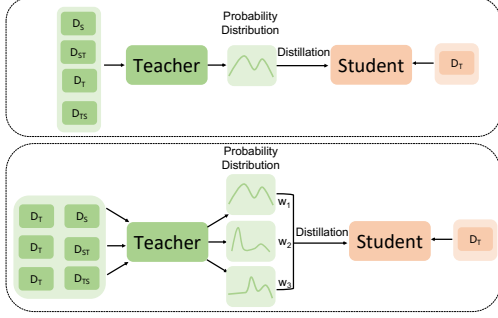 Probability
Distribution
D_S
D_ST
D_T
D_TS
Teacher
Distillation
Student
D_T
Probability
Distribution
D_T D_S
D_T D_ST
D_T D_TS
Teacher
w_1
w_2
w_3
Distillation
Student
D_T